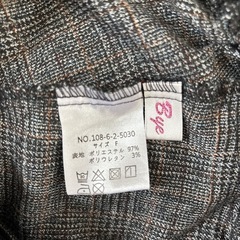 NO.108-6-2-5030
サイズ F
表地 ポリエステル 97%
ポリウレタン 3%
Bye